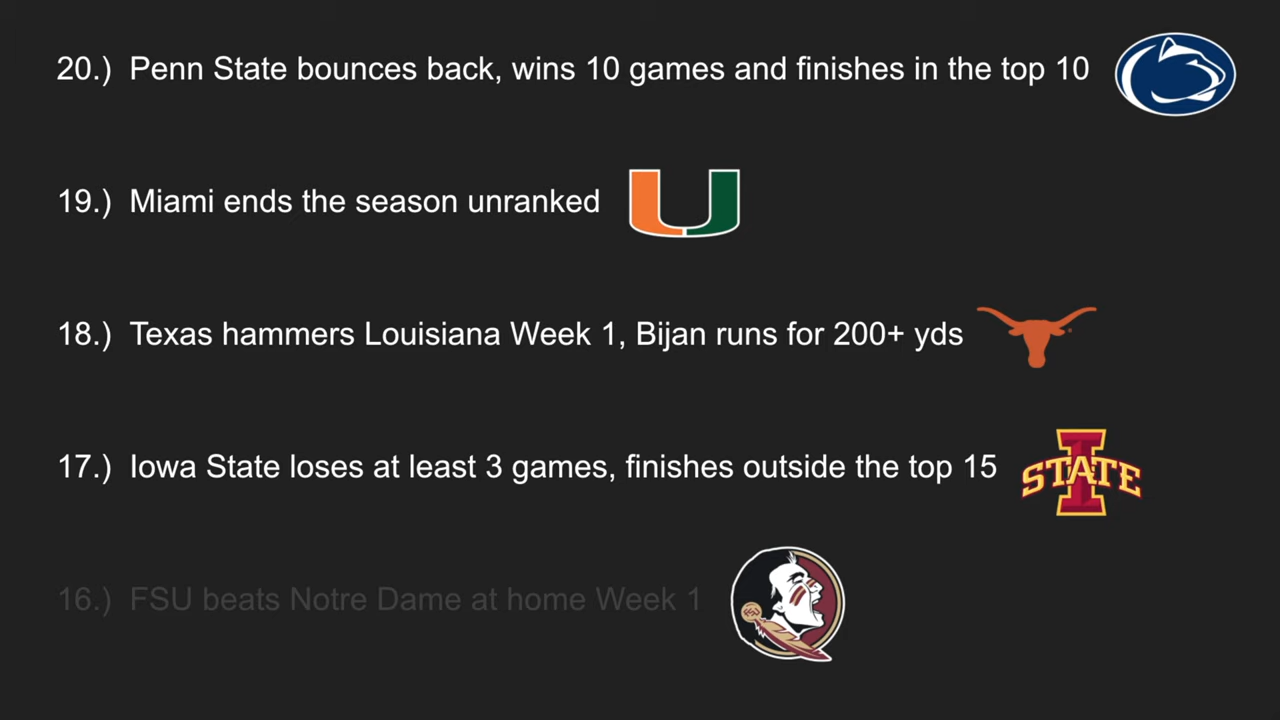 20.) Penn State bounces back, wins 10 games and finishes in the top 10
19.) Miami ends the season unranked
18.) Texas hammers Louisiana Week 1, Bijan runs for 200+ yds
17.) Iowa State loses at least 3 games, finishes outside the top 15
STATE
16.) FSU beats Notre Dame at home Week 1